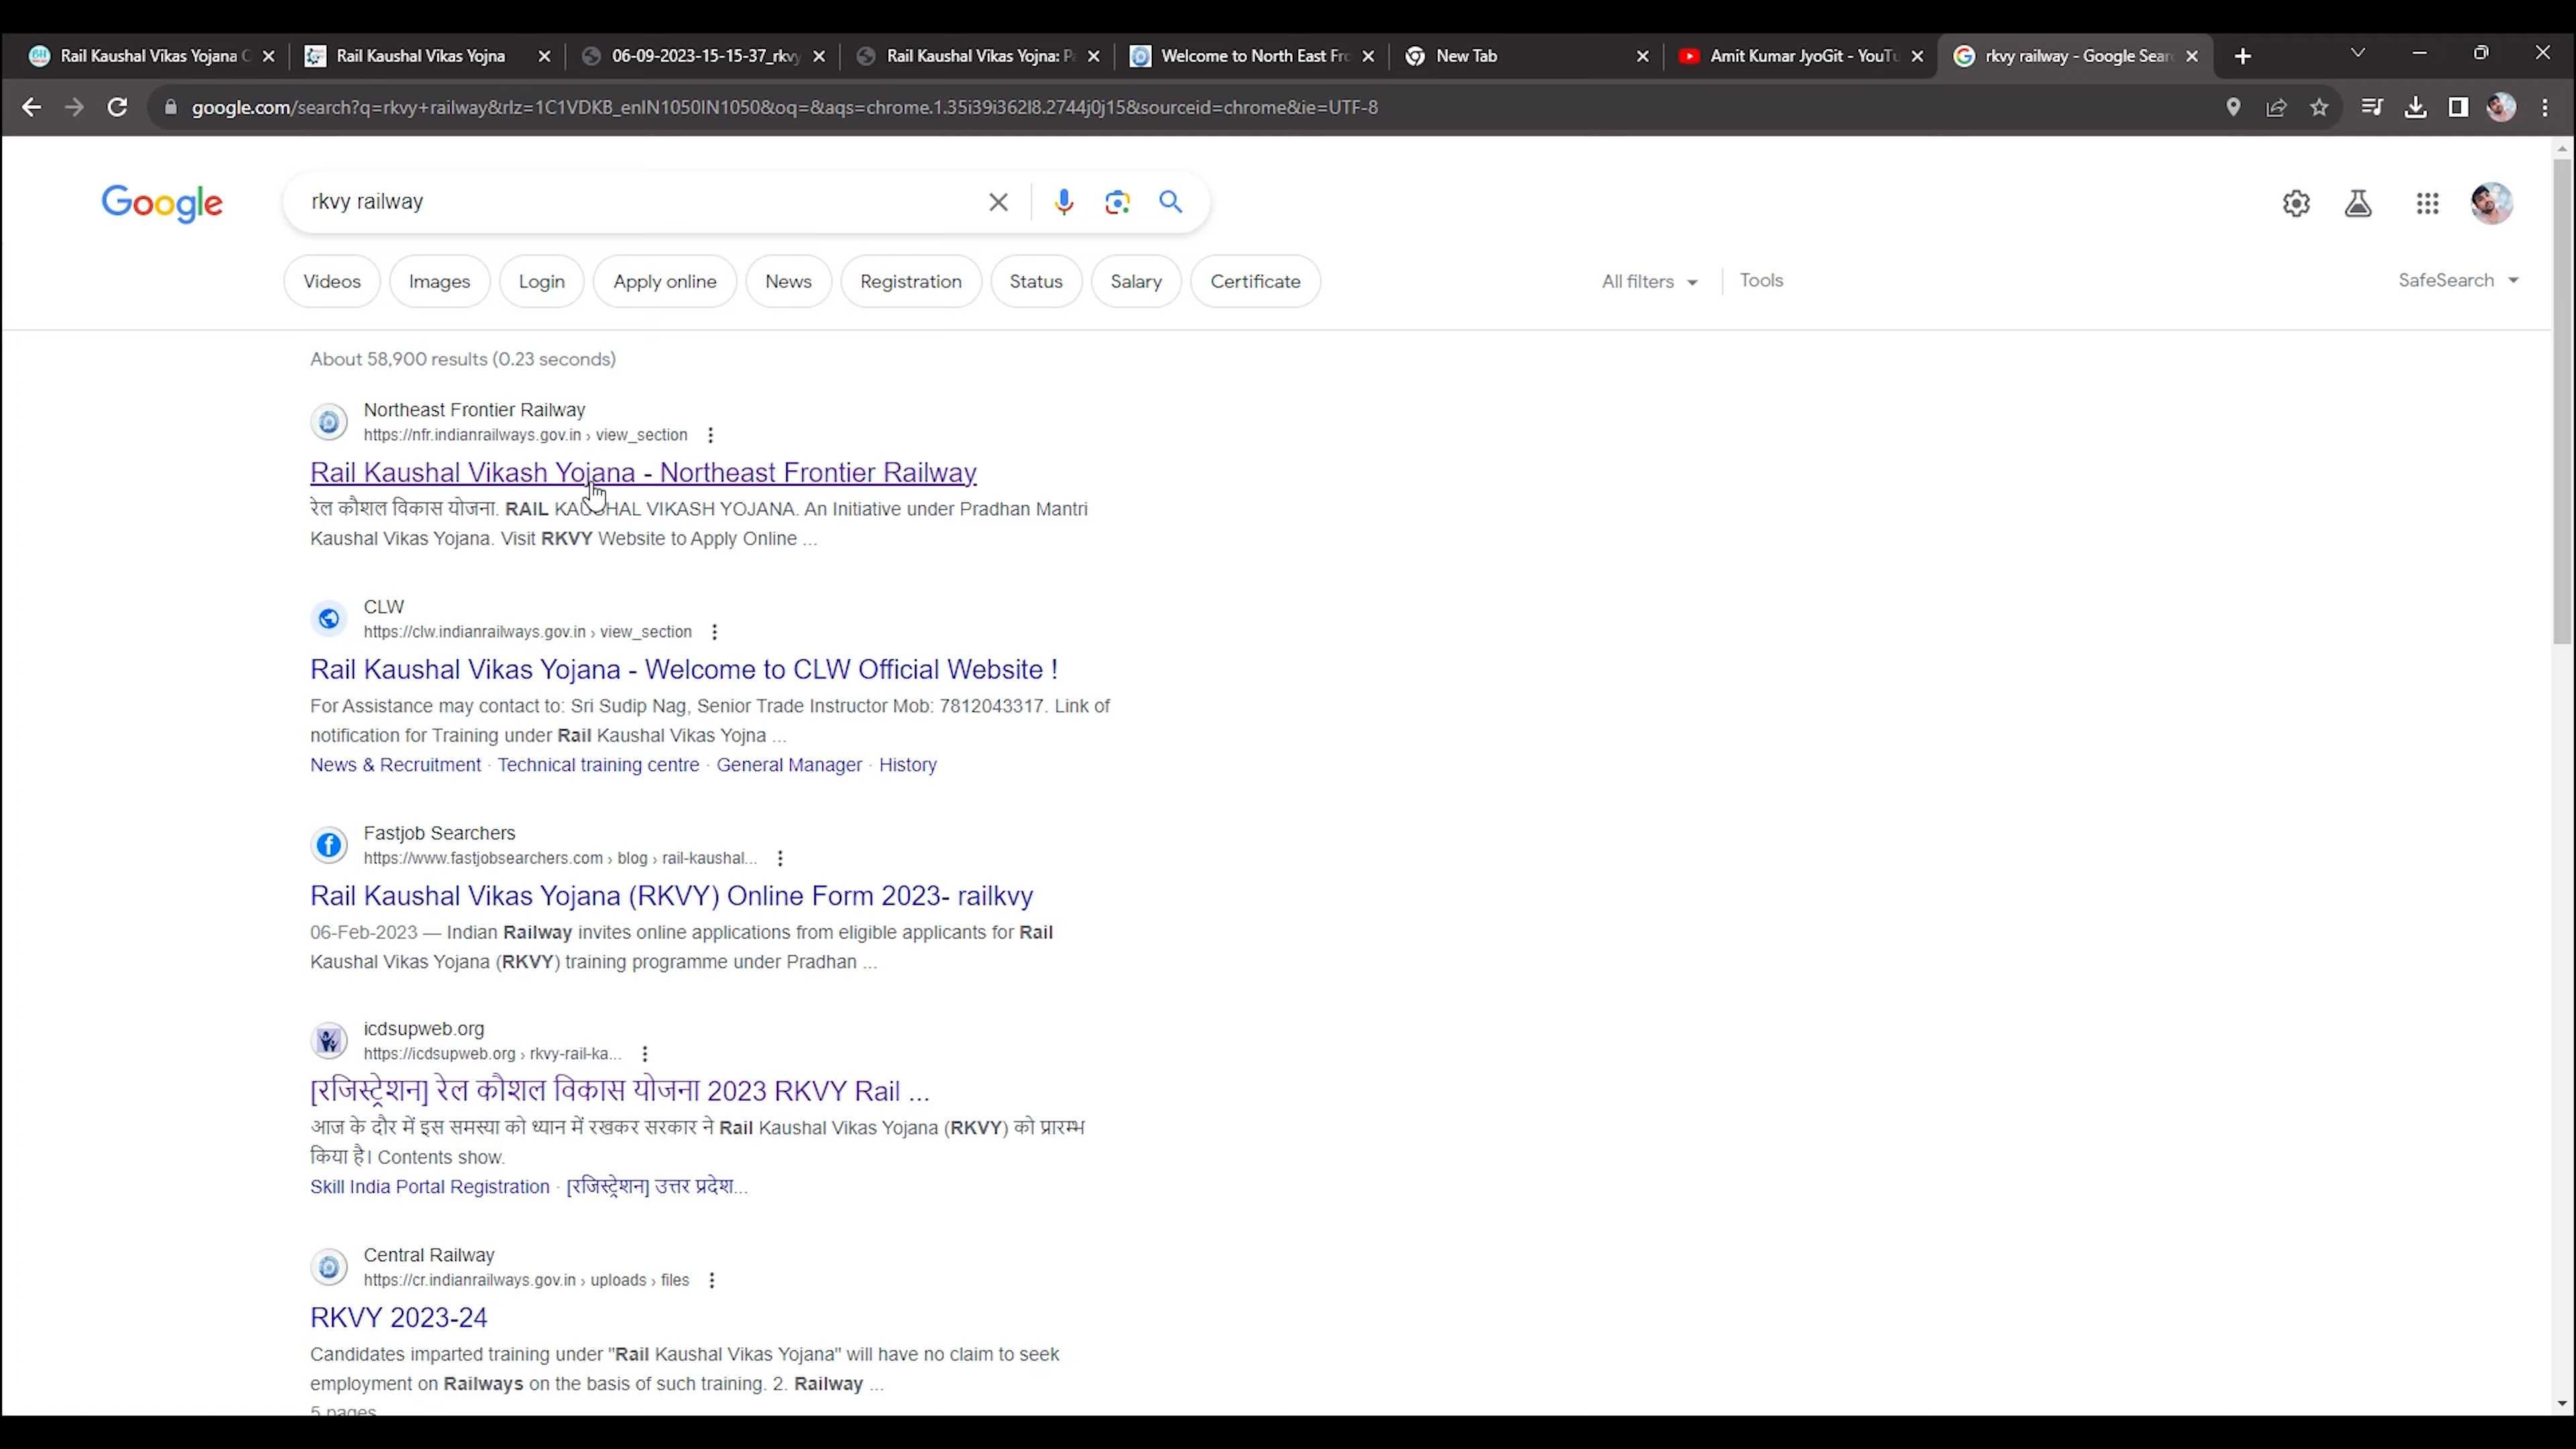 Rail Kaushal Vikas Yojana
Rail Kaushal Vikas Yojna
06-09-2023-15-15-37_rkvy
Rail Kaushal Vikas Yojna:
Welcome to North East Fro
New Tab
Amit Kumar JyoGit - YouTu
rkvy railway - Google Sear
google.com/search?q=rkvy+railway&rlz=1C1VDKB_enIN1050IN1050&oq=&aqs=chrome.1.35i39i362l8.2744j0j15&sourceid=chrome&ie=UTF-8
Google
rkvy railway
Videos
Images
Login
Apply online
News
Registration
Status
Salary
Certificate
All filters
Tools
SafeSearch
About 58,900 results (0.23 seconds)
Northeast Frontier Railway
https://nfr.indianrailways.gov.in › view_section
Rail Kaushal Vikash Yojana - Northeast Frontier Railway
रेल कौशल विकास योजना. RAIL KAUSHAL VIKASH YOJANA. An Initiative under Pradhan Mantri
Kaushal Vikas Yojana. Visit RKVY Website to Apply Online ...
CLW
https://clw.indianrailways.gov.in › view_section
Rail Kaushal Vikas Yojana - Welcome to CLW Official Website !
For Assistance may contact to: Sri Sudip Nag, Senior Trade Instructor Mob: 7812043317. Link of
notification for Training under Rail Kaushal Vikas Yojna ...
News & Recruitment · Technical training centre · General Manager · History
Fastjob Searchers
https://www.fastjobsearchers.com › blog › rail-kaushal...
Rail Kaushal Vikas Yojana (RKVY) Online Form 2023- railkvy
06-Feb-2023 — Indian Railway invites online applications from eligible applicants for Rail
Kaushal Vikas Yojana (RKVY) training programme under Pradhan ...
icdsupweb.org
https://icdsupweb.org › rkvy-rail-ka...
[रजिस्ट्रेशन] रेल कौशल विकास योजना 2023 RKVY Rail ...
आज के दौर में इस समस्या को ध्यान में रखकर सरकार ने Rail Kaushal Vikas Yojana (RKVY) को प्रारम्भ
किया है। Contents show.
Skill India Portal Registration · [रजिस्ट्रेशन] उत्तर प्रदेश...
Central Railway
https://cr.indianrailways.gov.in › uploads › files
RKVY 2023-24
Candidates imparted training under "Rail Kaushal Vikas Yojana" will have no claim to seek
employment on Railways on the basis of such training. 2. Railway ...
5 pages